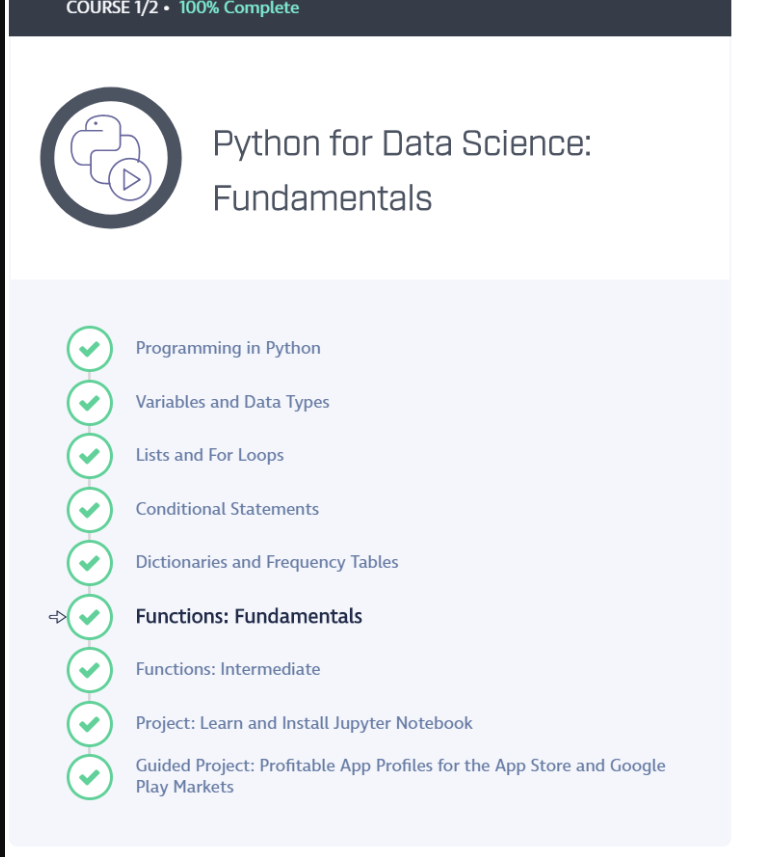 COURSE 1/2 • 100% Complete
Python for Data Science:
Fundamentals
Programming in Python
Variables and Data Types
Lists and For Loops
Conditional Statements
Dictionaries and Frequency Tables
Functions: Fundamentals
Functions: Intermediate
Project: Learn and Install Jupyter Notebook
Guided Project: Profitable App Profiles for the App Store and Google
Play Markets